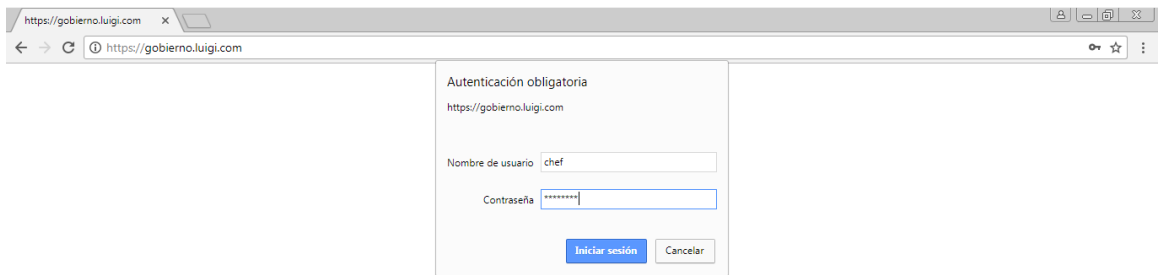 https://gobierno.luigi.com
https://gobierno.luigi.com
Autenticación obligatoria
https://gobierno.luigi.com
Nombre de usuario chef
Contraseña ********
Iniciar sesión Cancelar